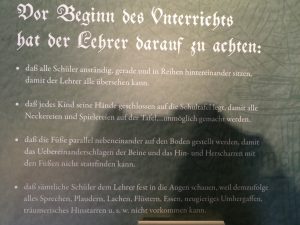 Vor Beginn des Unterrichts
hat der Lehrer darauf zu achten:
• daß alle Schüler anständig, gerade und in Reihen hintereinander sitzen,
damit der Lehrer alle übersehen kann.
• daß jedes Kind seine Hände geschlossen auf die Schultafel legt, damit alle
Neckereien und Spielereien auf der Tafel...unmöglich gemacht werden.
• daß die Füße parallel nebeneinander auf den Boden gestellt werden, damit
das Uebereinanderschlagen der Beine und das Hin- und Herscharren mit
den Füßen nicht stattfinden kann.
• daß sämtliche Schüler dem Lehrer fest in die Augen schauen, weil demzufolge
alles Sprechen, Plaudern, Lachen, Flüstern, Essen, neugieriges Umhergaffen,
träumerisches Hinstarren u. s. w. nicht vorkommen kann.